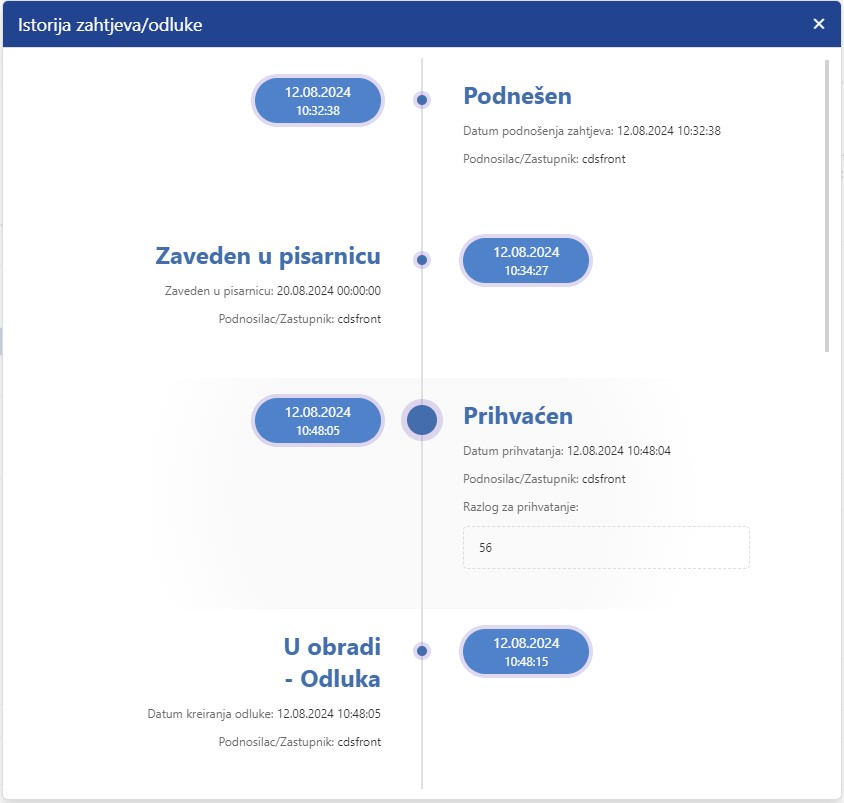 Istorija zahtjeva/odluke
12.08.2024
10:32:38
Podnešen
Datum podnošenja zahtjeva: 12.08.2024 10:32:38
Podnosilac/Zastupnik: cdsfront
Zaveden u pisarnicu
Zaveden u pisarnicu: 20.08.2024 00:00:00
Podnosilac/Zastupnik: cdsfront
12.08.2024
10:34:27
12.08.2024
10:48:05
Prihvaćen
Datum prihvatanja: 12.08.2024 10:48:04
Podnosilac/Zastupnik: cdsfront
Razlog za prihvatanje:
56
U obradi
- Odluka
Datum kreiranja odluke: 12.08.2024 10:48:05
Podnosilac/Zastupnik: cdsfront
12.08.2024
10:48:15